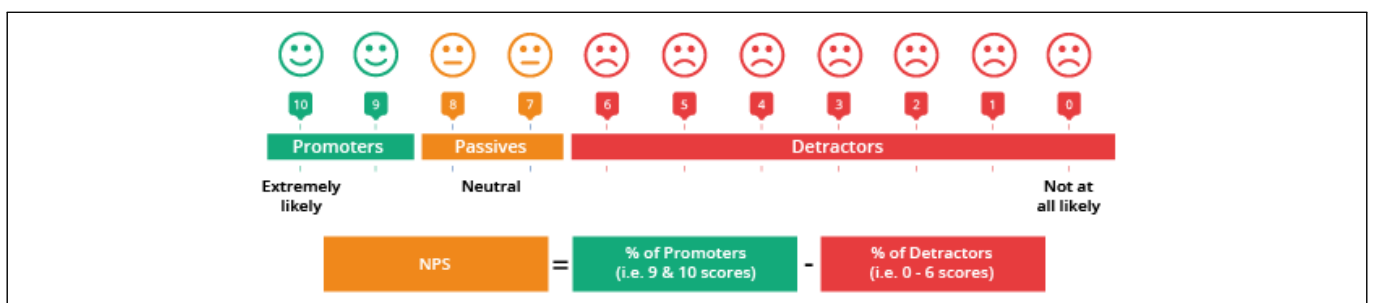 10 9 8 7 6 5 4 3 2 1 0
Promoters Passives Detractors
Extremely
likely
Neutral
Not at
all likely
NPS
=
% of Promoters
(i.e. 9 & 10 scores)
-
% of Detractors
(i.e. 0 - 6 scores)